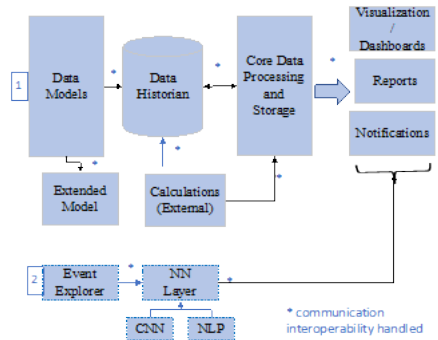 Visualization
/
Dashboards
1
Data
Models
*
Data
Historian
*
Core Data
Processing
and
Storage
*
Reports
Notifications
*
*
*
Extended
Model
Calculations
(External)
2
Event
Explorer
*
NN
Layer
*
CNN
NLP
* communication
interoperability handled